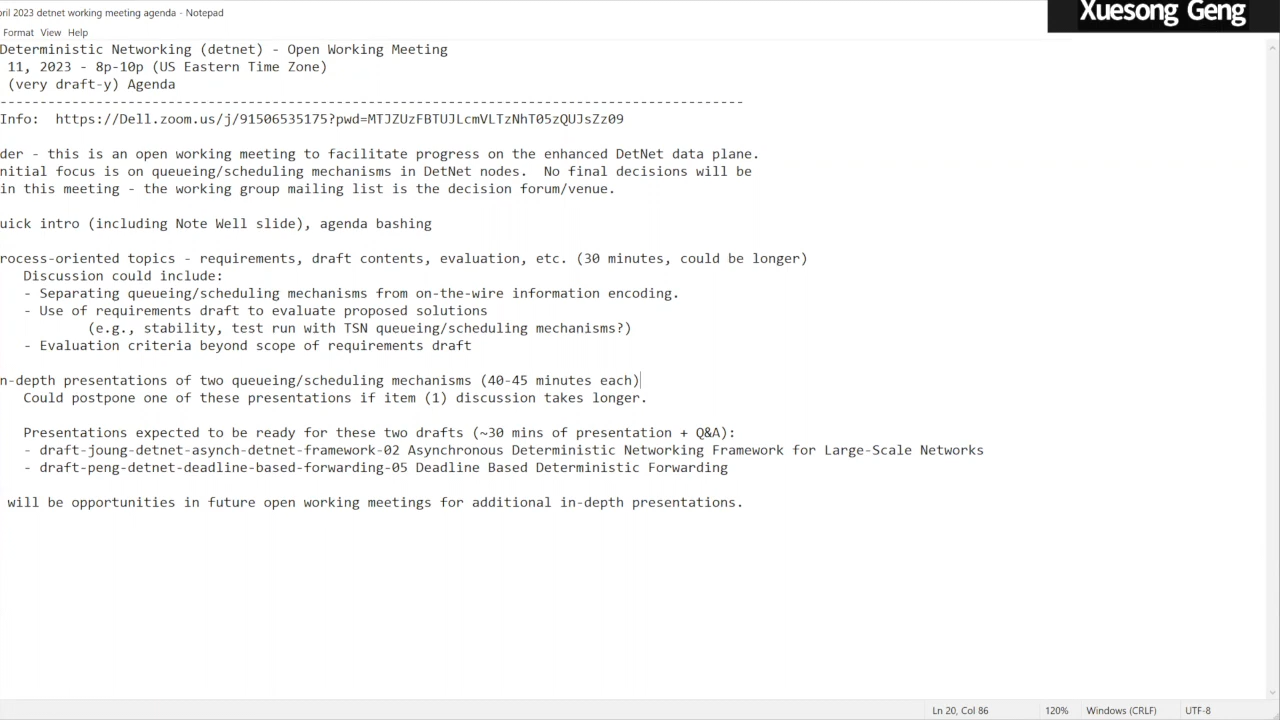 oril 2023 detnet working meeting agenda - Notepad
Xuesong Geng
Format View Help
Deterministic Networking (detnet) - Open Working Meeting
11, 2023 - 8p-10p (US Eastern Time Zone)
(very draft-y) Agenda
---------------------------------------------------------------------------------------------
Info:  https://Dell.zoom.us/j/91506535175?pwd=MTJZUzFBTUJLcmVLTzNhT05zQUJsZz09
der - this is an open working meeting to facilitate progress on the enhanced DetNet data plane.
nitial focus is on queueing/scheduling mechanisms in DetNet nodes.  No final decisions will be
in this meeting - the working group mailing list is the decision forum/venue.
uick intro (including Note Well slide), agenda bashing
rocess-oriented topics - requirements, draft contents, evaluation, etc. (30 minutes, could be longer)
Discussion could include:
- Separating queueing/scheduling mechanisms from on-the-wire information encoding.
- Use of requirements draft to evaluate proposed solutions
(e.g., stability, test run with TSN queueing/scheduling mechanisms?)
- Evaluation criteria beyond scope of requirements draft
n-depth presentations of two queueing/scheduling mechanisms (40-45 minutes each)
Could postpone one of these presentations if item (1) discussion takes longer.
Presentations expected to be ready for these two drafts (~30 mins of presentation + Q&A):
- draft-joung-detnet-asynch-detnet-framework-02 Asynchronous Deterministic Networking Framework for Large-Scale Networks
- draft-peng-detnet-deadline-based-forwarding-05 Deadline Based Deterministic Forwarding
will be opportunities in future open working meetings for additional in-depth presentations.
Ln 20, Col 86
120%
Windows (CRLF)
UTF-8